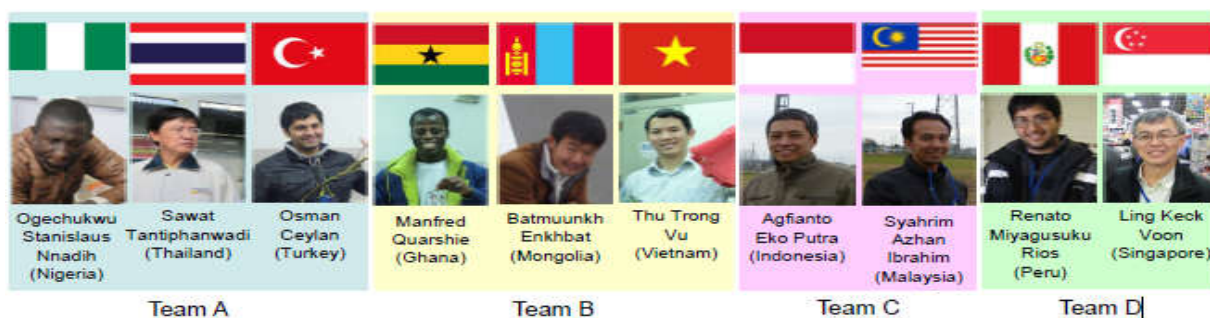 Ogechukwu
Stanislaus
Nnadih
(Nigeria)
Sawat
Tantiphanwadi
(Thailand)
Osman
Ceylan
(Turkey)
Manfred
Quarshie
(Ghana)
Batmuunkh
Enkhbat
(Mongolia)
Thu Trong
Vu
(Vietnam)
Agfianto
Eko Putra
(Indonesia)
Syahrim
Azhan
Ibrahim
(Malaysia)
Renato
Miyagusuku
Rios
(Peru)
Ling Keck
Voon
(Singapore)
Team A
Team B
Team C
Team D